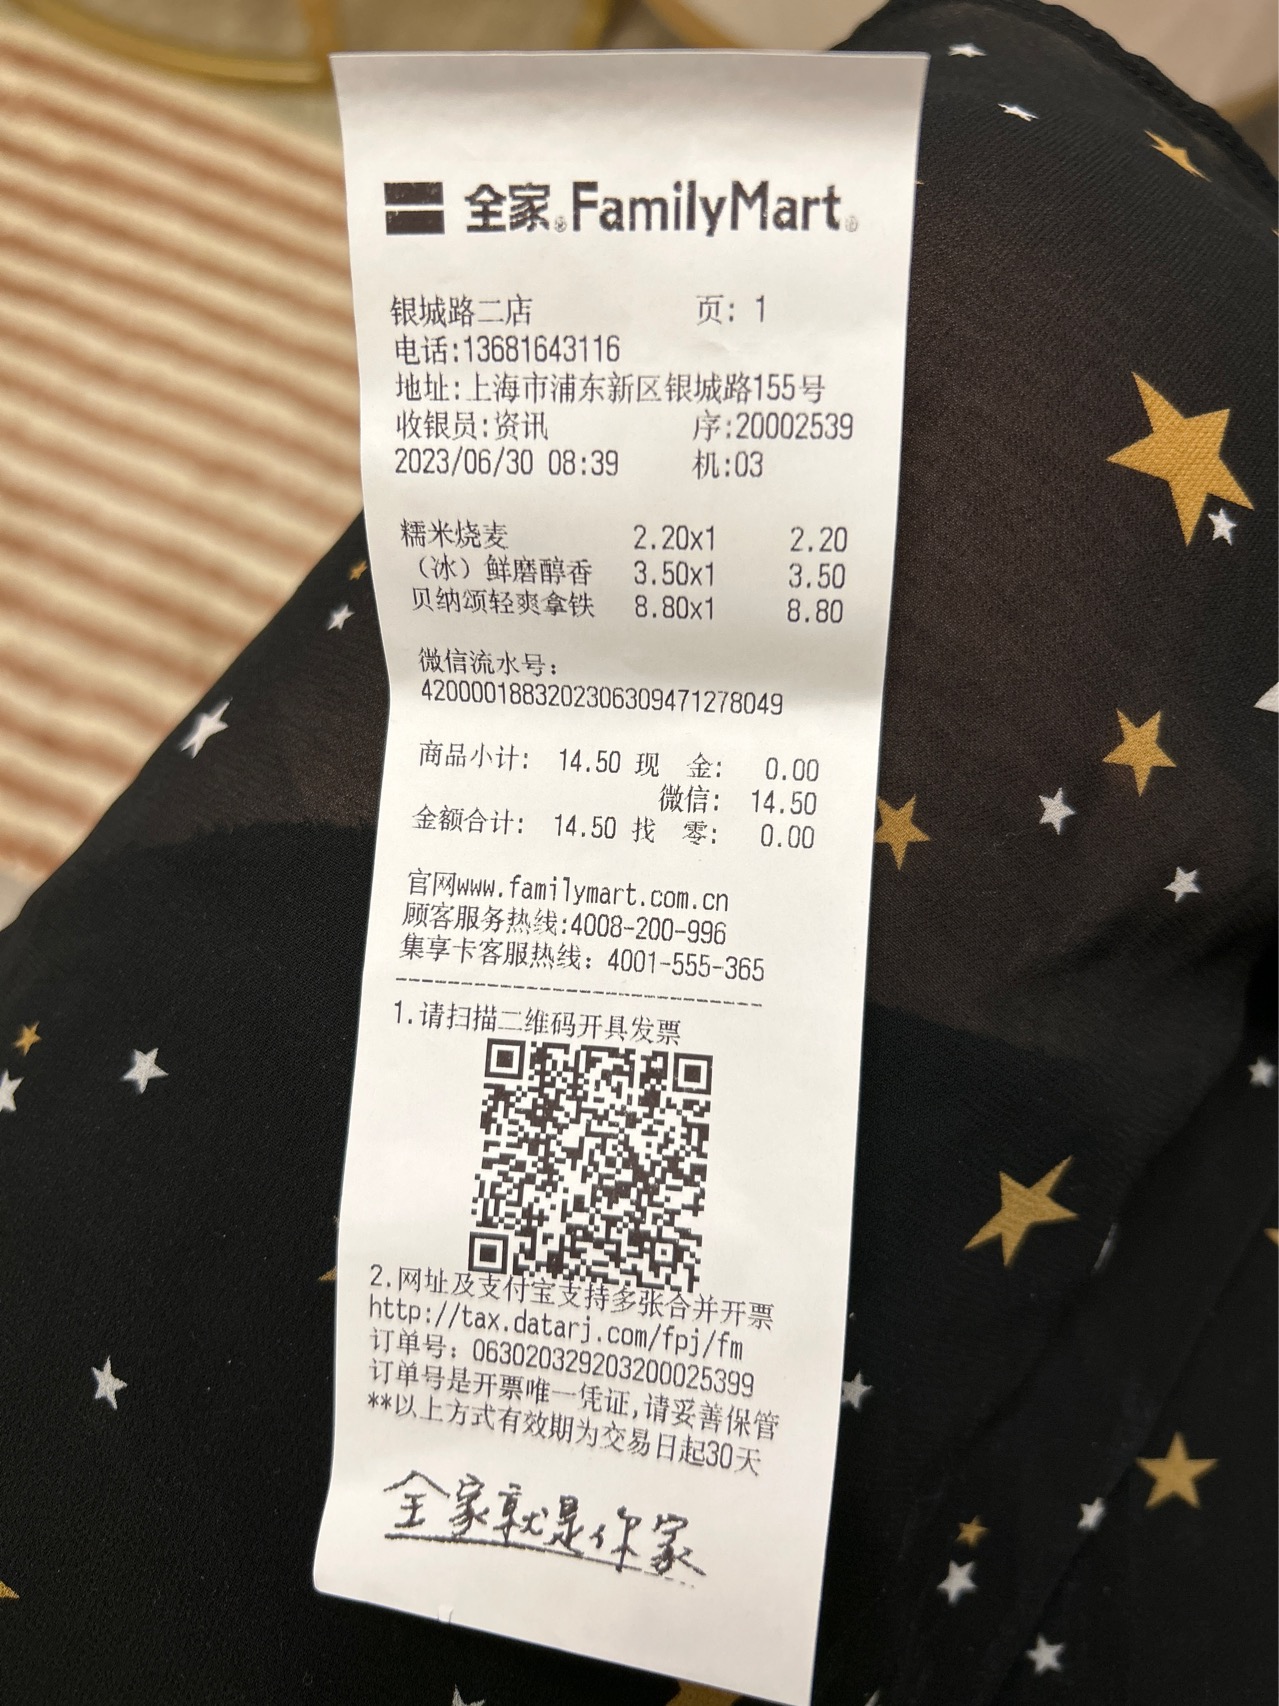 全家®FamilyMart®
银城路二店 页: 1
电话:13681643116
地址:上海市浦东新区银城路155号
收银员:资讯 序:20002539
2023/06/30 08:39 机:03
糯米烧麦 2.20x1 2.20
（冰）鲜磨醇香 3.50x1 3.50
贝纳颂轻爽拿铁 8.80x1 8.80
微信流水号:
4200001883202306309471278049
商品小计: 14.50 现 金: 0.00
微信: 14.50
金额合计: 14.50 找 零: 0.00
官网www.familymart.com.cn
顾客服务热线:4008-200-996
集享卡客服热线: 4001-555-365
1.请扫描二维码开具发票
2.网址及支付宝支持多张合并开票
http://tax.datarj.com/fpj/fm
订单号: 063020329203200025399
订单号是开票唯一凭证,请妥善保管
**以上方式有效期为交易日起30天
全家就是你家